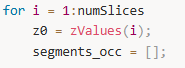 for i = 1:numSlices
    z0 = zValues(i);
    segments_occ = [];